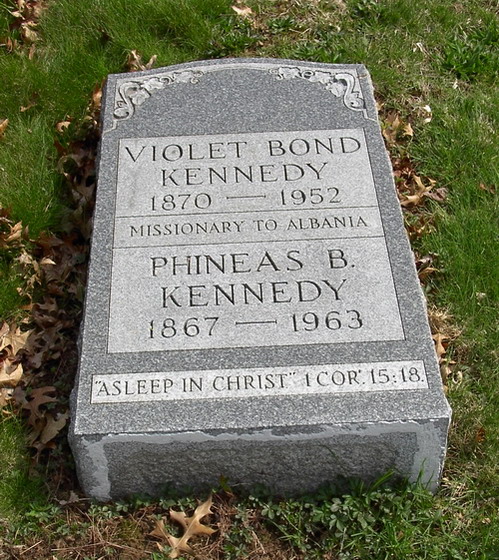 VIOLET BOND
KENNEDY
1870 — 1952
MISSIONARY TO ALBANIA
PHINEAS B.
KENNEDY
1867 — 1963
"ASLEEP IN CHRIST" 1 COR. 15:18.